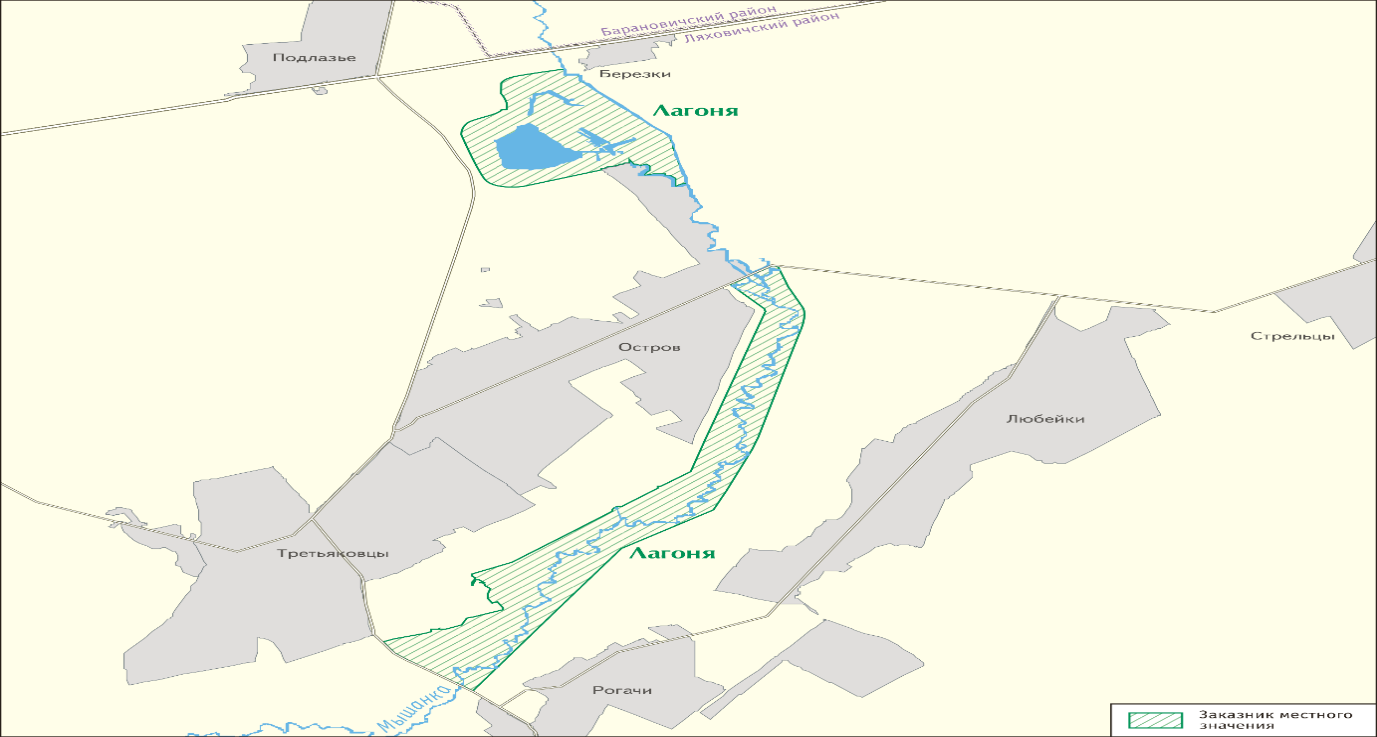 Барановичский район
Ляховичский район
Подлазье
Березки
Лагоня
Стрельцы
Остров
Любейки
Третьяковцы
Лагоня
Рогачи
Мышанка
Заказник местного
значения